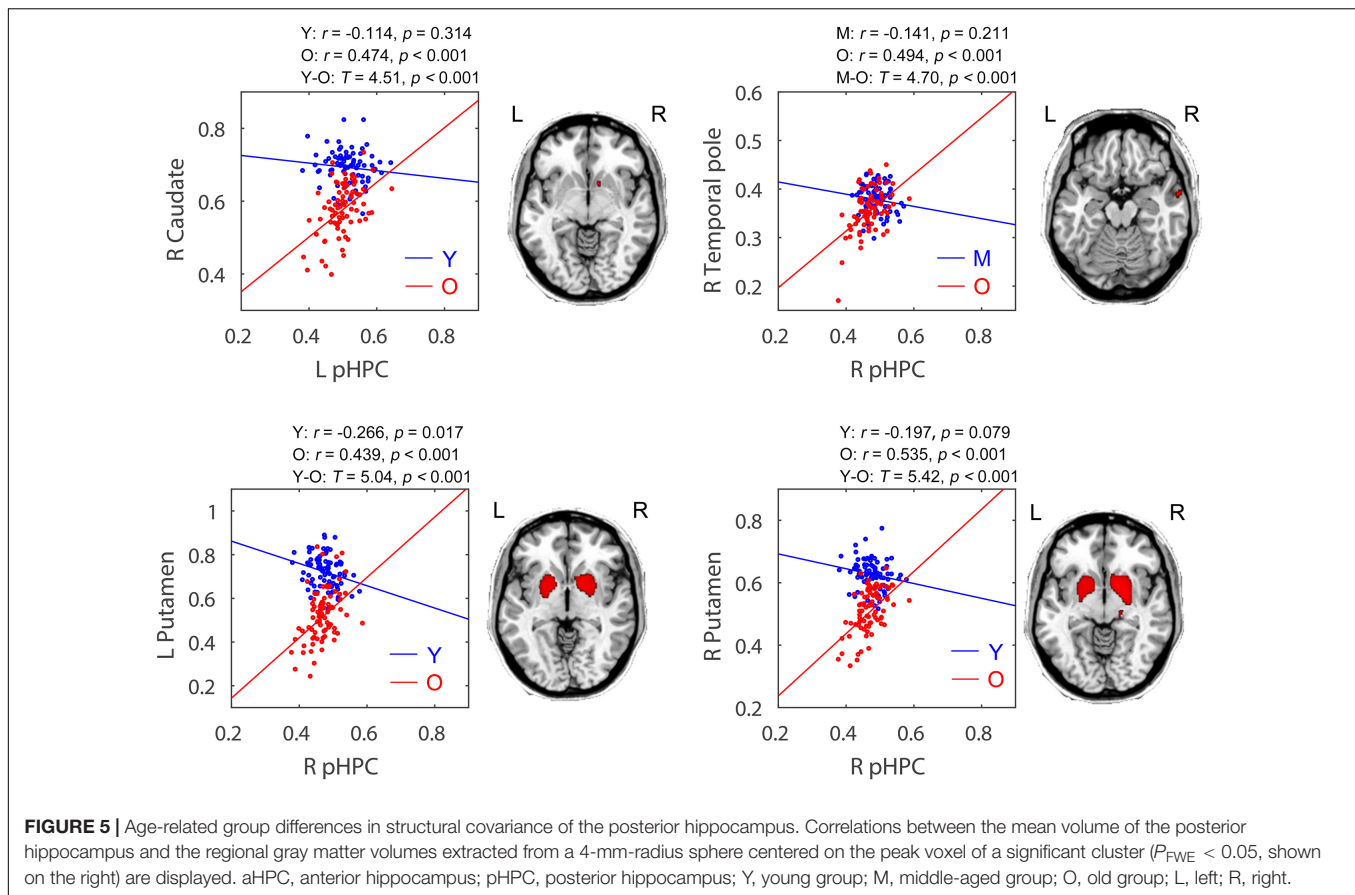 Y: r = -0.114, p = 0.314
O: r = 0.474, p < 0.001
Y-O: T = 4.51, p < 0.001
L R
0.8
0.6
0.4
R Caudate
Y
O
0.2 0.4 0.6 0.8
L pHPC
M: r = -0.141, p = 0.211
O: r = 0.494, p < 0.001
M-O: T = 4.70, p < 0.001
L R
0.6
0.5
0.4
0.3
0.2
R Temporal pole
M
O
0.2 0.4 0.6 0.8
R pHPC
Y: r = -0.266, p = 0.017
O: r = 0.439, p < 0.001
Y-O: T = 5.04, p < 0.001
L R
1
0.8
0.6
0.4
0.2
L Putamen
Y
O
0.2 0.4 0.6 0.8
R pHPC
Y: r = -0.197, p = 0.079
O: r = 0.535, p < 0.001
Y-O: T = 5.42, p < 0.001
L R
0.8
0.6
0.4
0.2
R Putamen
Y
O
0.2 0.4 0.6 0.8
R pHPC
FIGURE 5 | Age-related group differences in structural covariance of the posterior hippocampus. Correlations between the mean volume of the posterior
hippocampus and the regional gray matter volumes extracted from a 4-mm-radius sphere centered on the peak voxel of a significant cluster (PFWE < 0.05, shown
on the right) are displayed. aHPC, anterior hippocampus; pHPC, posterior hippocampus; Y, young group; M, middle-aged group; O, old group; L, left; R, right.